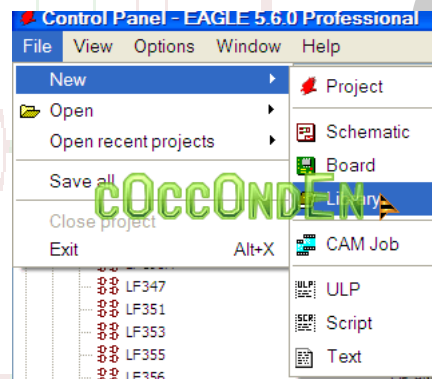 Control Panel - EAGLE 5.6.0 Professional
File View Options Window Help
New
Open
Open recent projects
Save all
Close project
Exit Alt+X
Project
Schematic
Board
Library
CAM Job
ULP
Script
Text
cOccOndEn
LF347
LF351
LF353
LF355
LF356